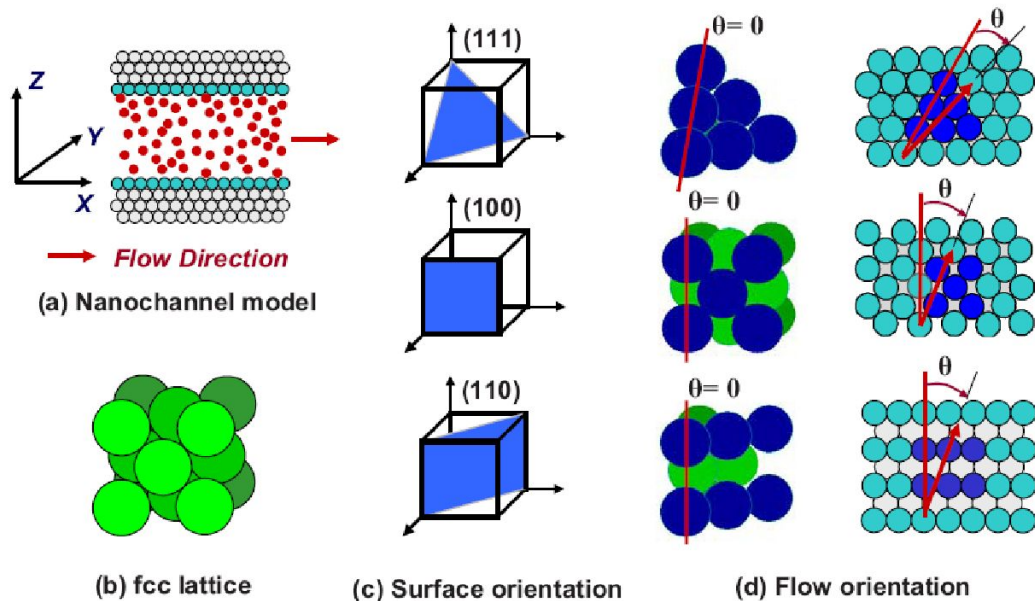 Z
Y
X
Flow Direction
(a) Nanochannel model
(b) fcc lattice
(111)
(100)
(110)
(c) Surface orientation
θ= 0
θ
θ= 0
θ
θ= 0
θ
(d) Flow orientation